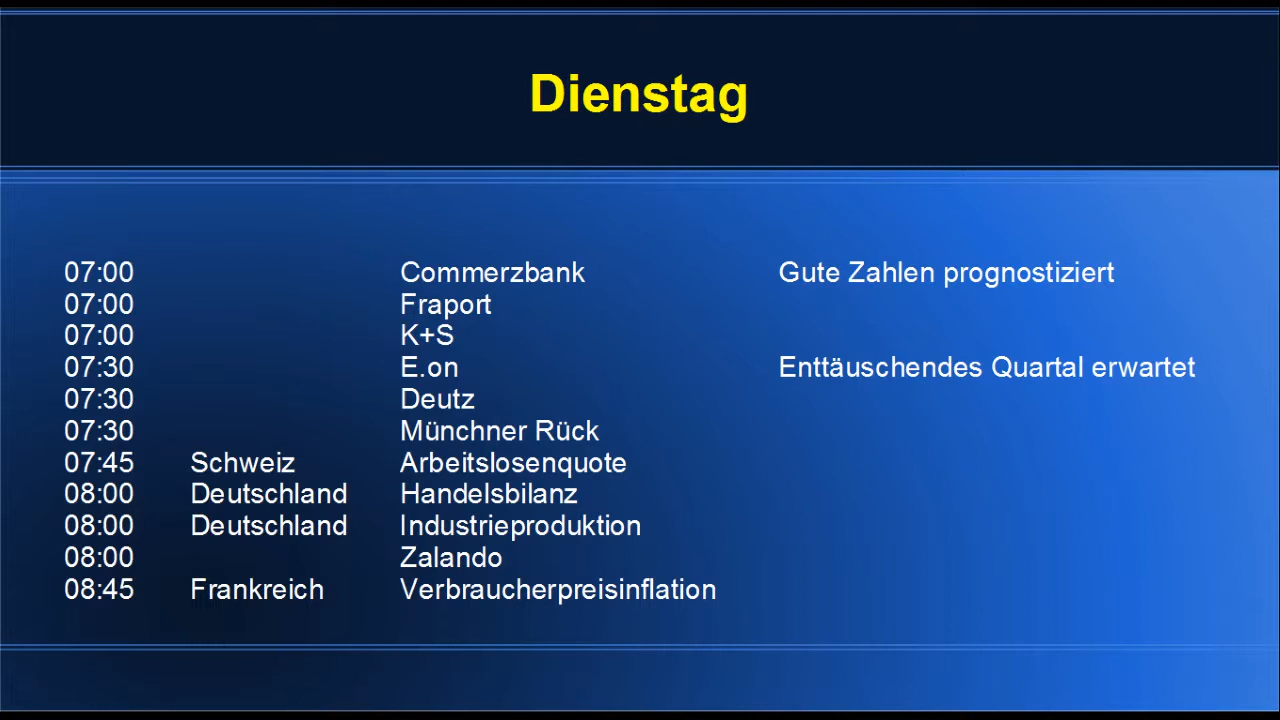 Dienstag
07:00 Commerzbank Gute Zahlen prognostiziert
07:00 Fraport
07:00 K+S
07:30 E.on Enttäuschendes Quartal erwartet
07:30 Deutz
07:30 Münchner Rück
07:45 Schweiz Arbeitslosenquote
08:00 Deutschland Handelsbilanz
08:00 Deutschland Industrieproduktion
08:00 Zalando
08:45 Frankreich Verbraucherpreisinflation